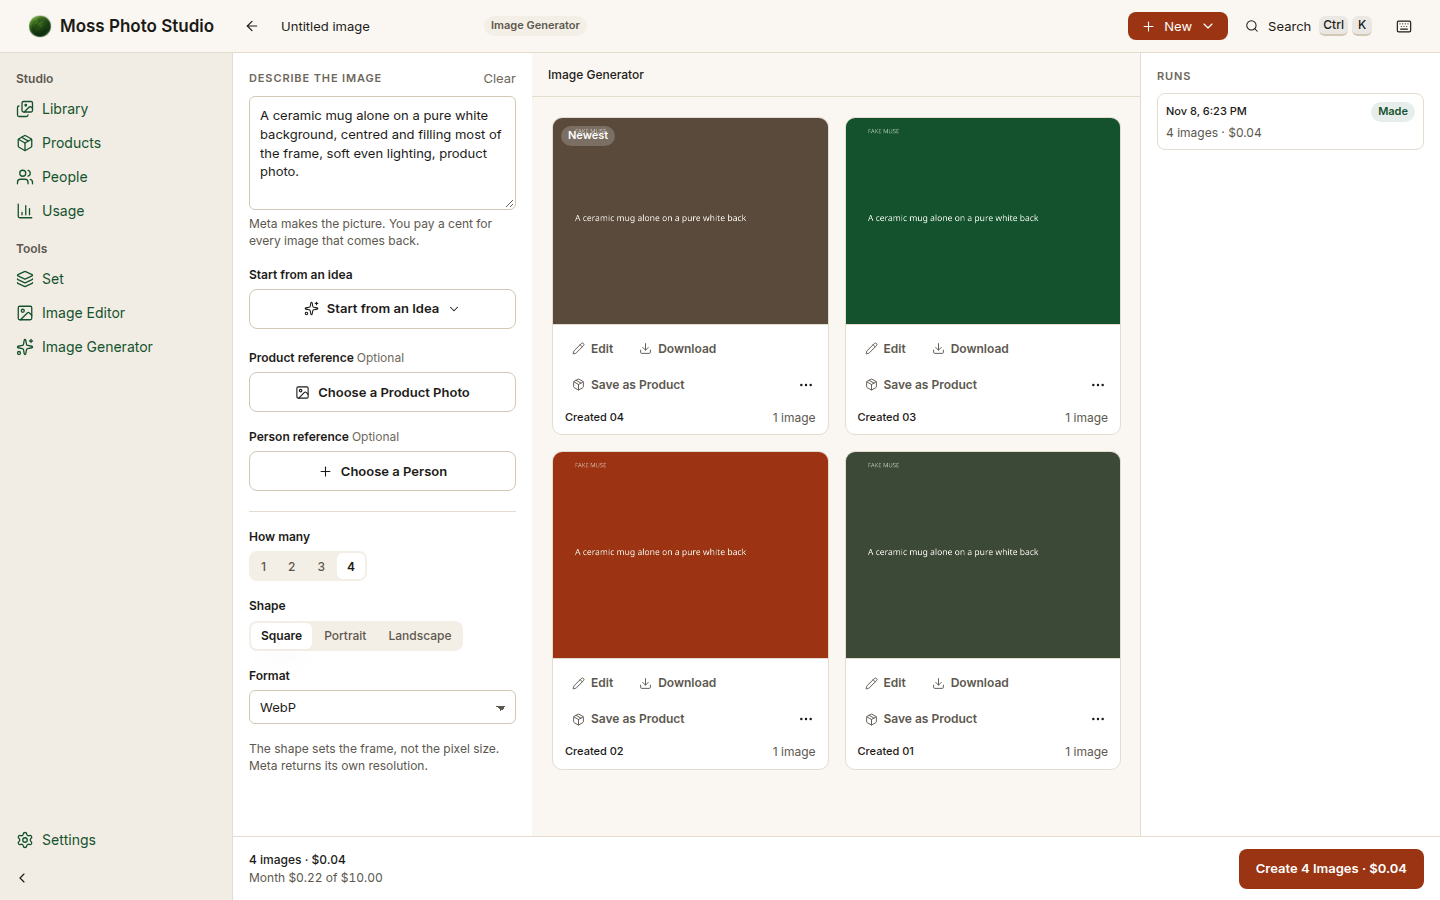 Moss Photo Studio
Untitled image
Image Generator
New
Search
Ctrl
K
Studio
Library
Products
People
Usage
Tools
Set
Image Editor
Image Generator
Settings
DESCRIBE THE IMAGE
Clear
A ceramic mug alone on a pure white
background, centred and filling most of
the frame, soft even lighting, product
photo.
Meta makes the picture. You pay a cent for
every image that comes back.
Start from an idea
Start from an Idea
Product reference Optional
Choose a Product Photo
Person reference Optional
Choose a Person
How many
1 2 3 4
Shape
Square Portrait Landscape
Format
WebP
The shape sets the frame, not the pixel size.
Meta returns its own resolution.
Image Generator
Newest
A ceramic mug alone on a pure white back
Edit Download
Save as Product
Created 04 1 image
FAKE MUSE
A ceramic mug alone on a pure white back
Edit Download
Save as Product
Created 03 1 image
FAKE MUSE
A ceramic mug alone on a pure white back
Edit Download
Save as Product
Created 02 1 image
FAKE MUSE
A ceramic mug alone on a pure white back
Edit Download
Save as Product
Created 01 1 image
RUNS
Nov 8, 6:23 PM
Made
4 images · $0.04
4 images · $0.04
Month $0.22 of $10.00
Create 4 Images · $0.04